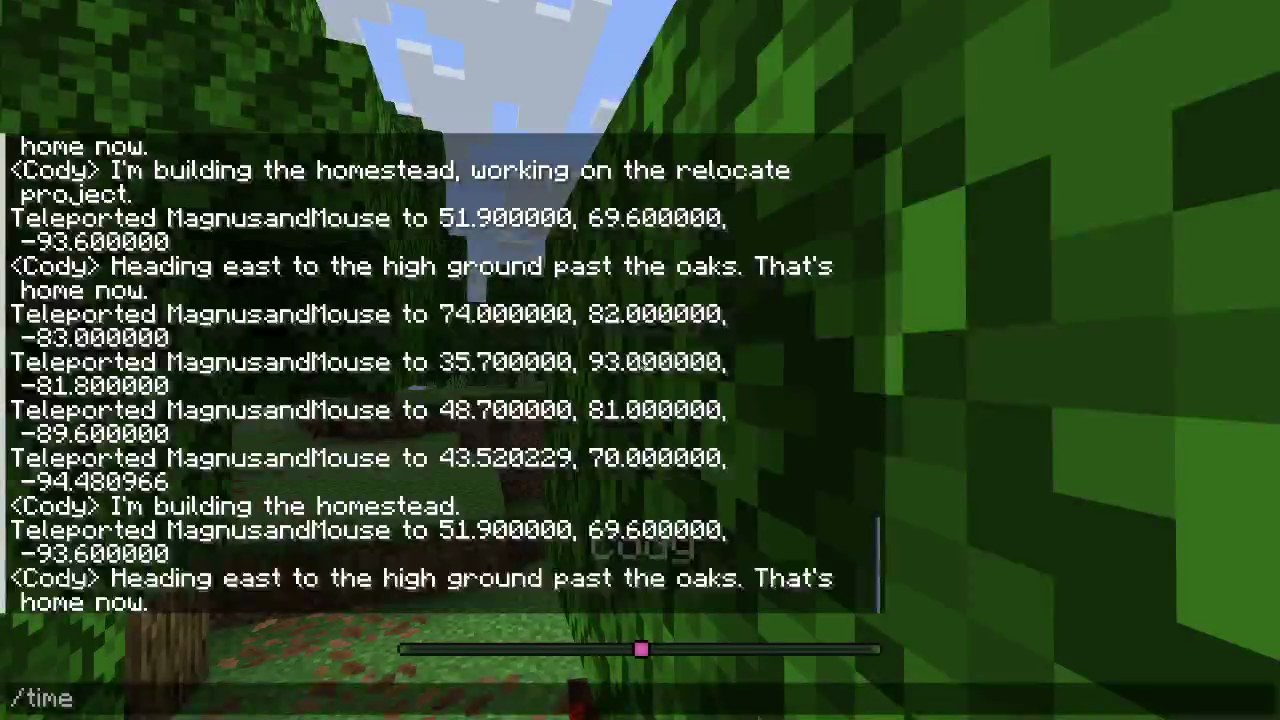 home now.
<Cody> I'm building the homestead, working on the relocate
project.
Teleported MagnusandMouse to 51.900000, 69.600000,
-93.600000
<Cody> Heading east to the high ground past the oaks. That's
home now.
Teleported MagnusandMouse to 74.000000, 82.000000,
-83.000000
Teleported MagnusandMouse to 35.700000, 93.000000,
-81.800000
Teleported MagnusandMouse to 48.700000, 81.000000,
-89.600000
Teleported MagnusandMouse to 43.520229, 70.000000,
-94.480966
<Cody> I'm building the homestead.
Teleported MagnusandMouse to 51.900000, 69.600000,
-93.600000
Cody
<Cody> Heading east to the high ground past the oaks. That's
home now.
/time